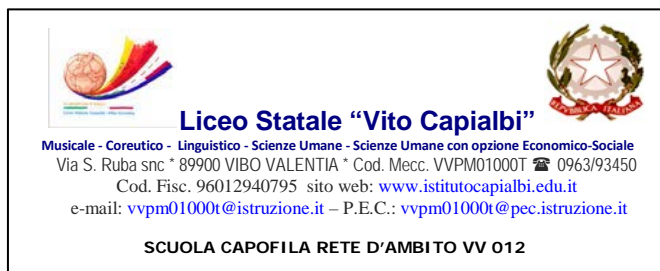 Liceo Statale “Vito Capialbi”
Musicale - Coreutico - Linguistico - Scienze Umane - Scienze Umane con opzione Economico-Sociale
Via S. Ruba snc * 89900 VIBO VALENTIA * Cod. Mecc. VVPM01000T ☎ 0963/93450
Cod. Fisc. 96012940795 sito web: www.istitutocapialbi.edu.it
e-mail: vvpm01000t@istruzione.it – P.E.C.: vvpm01000t@pec.istruzione.it
SCUOLA CAPOFILA RETE D’AMBITO VV 012